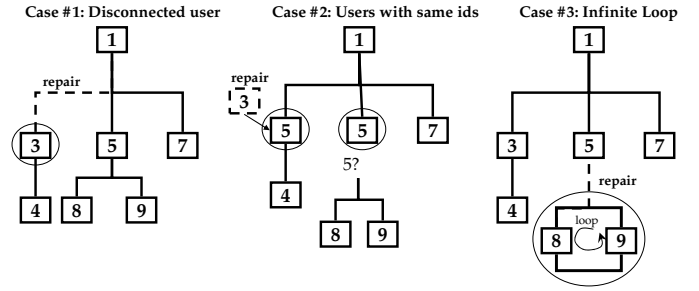 Case #1: Disconnected user Case #2: Users with same ids Case #3: Infinite Loop
1 1 1
repair
repair
3
3 5 7 5 5 7 3 5 7
5?
repair
4 8 9 4 4
loop
8 9 8 9